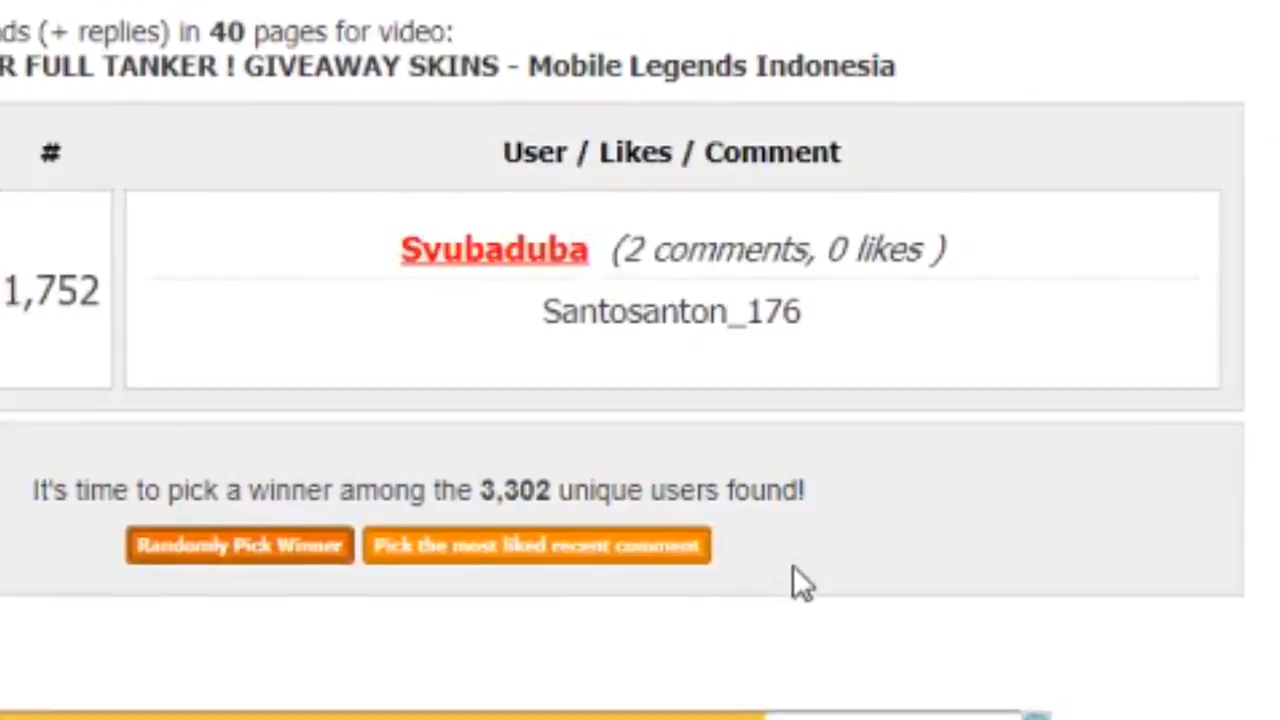 ds (+ replies) in 40 pages for video:
R FULL TANKER ! GIVEAWAY SKINS - Mobile Legends Indonesia
# User / Likes / Comment
Svubaduba (2 comments, 0 likes )
1,752
Santosanton_176
It's time to pick a winner among the 3,302 unique users found!
Randomly Pick Winner Pick the most liked recent comment